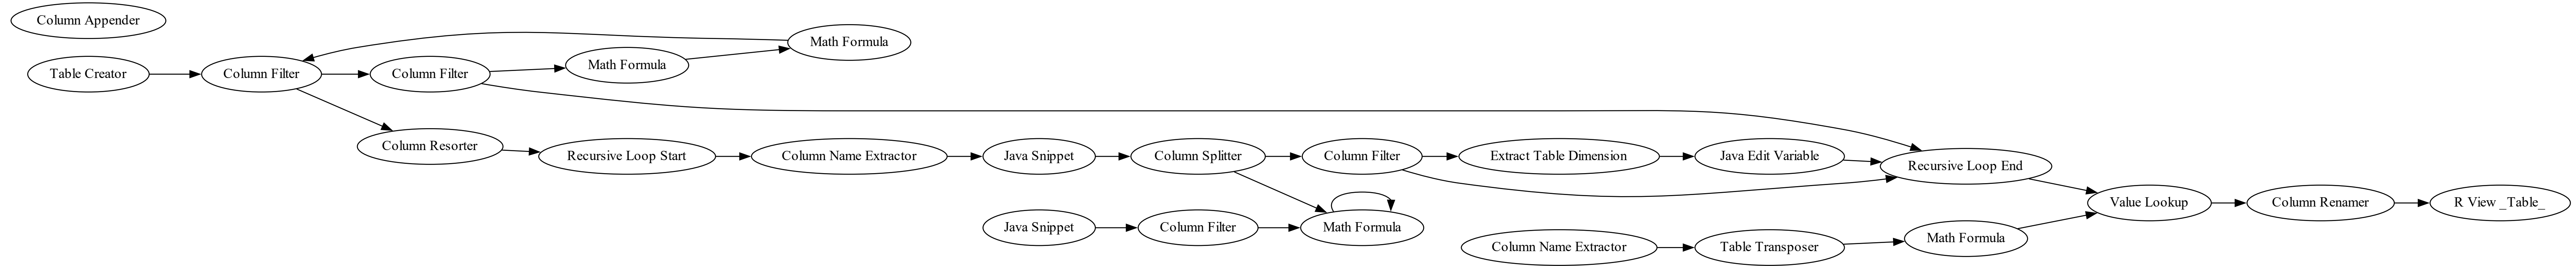 Column Appender
Table Creator
Column Filter
Column Filter
Math Formula
Math Formula
Column Resorter
Recursive Loop Start
Column Name Extractor
Java Snippet
Column Splitter
Column Filter
Extract Table Dimension
Java Edit Variable
Recursive Loop End
Java Snippet
Column Filter
Math Formula
Column Name Extractor
Table Transposer
Math Formula
Value Lookup
Column Renamer
R View _Table_